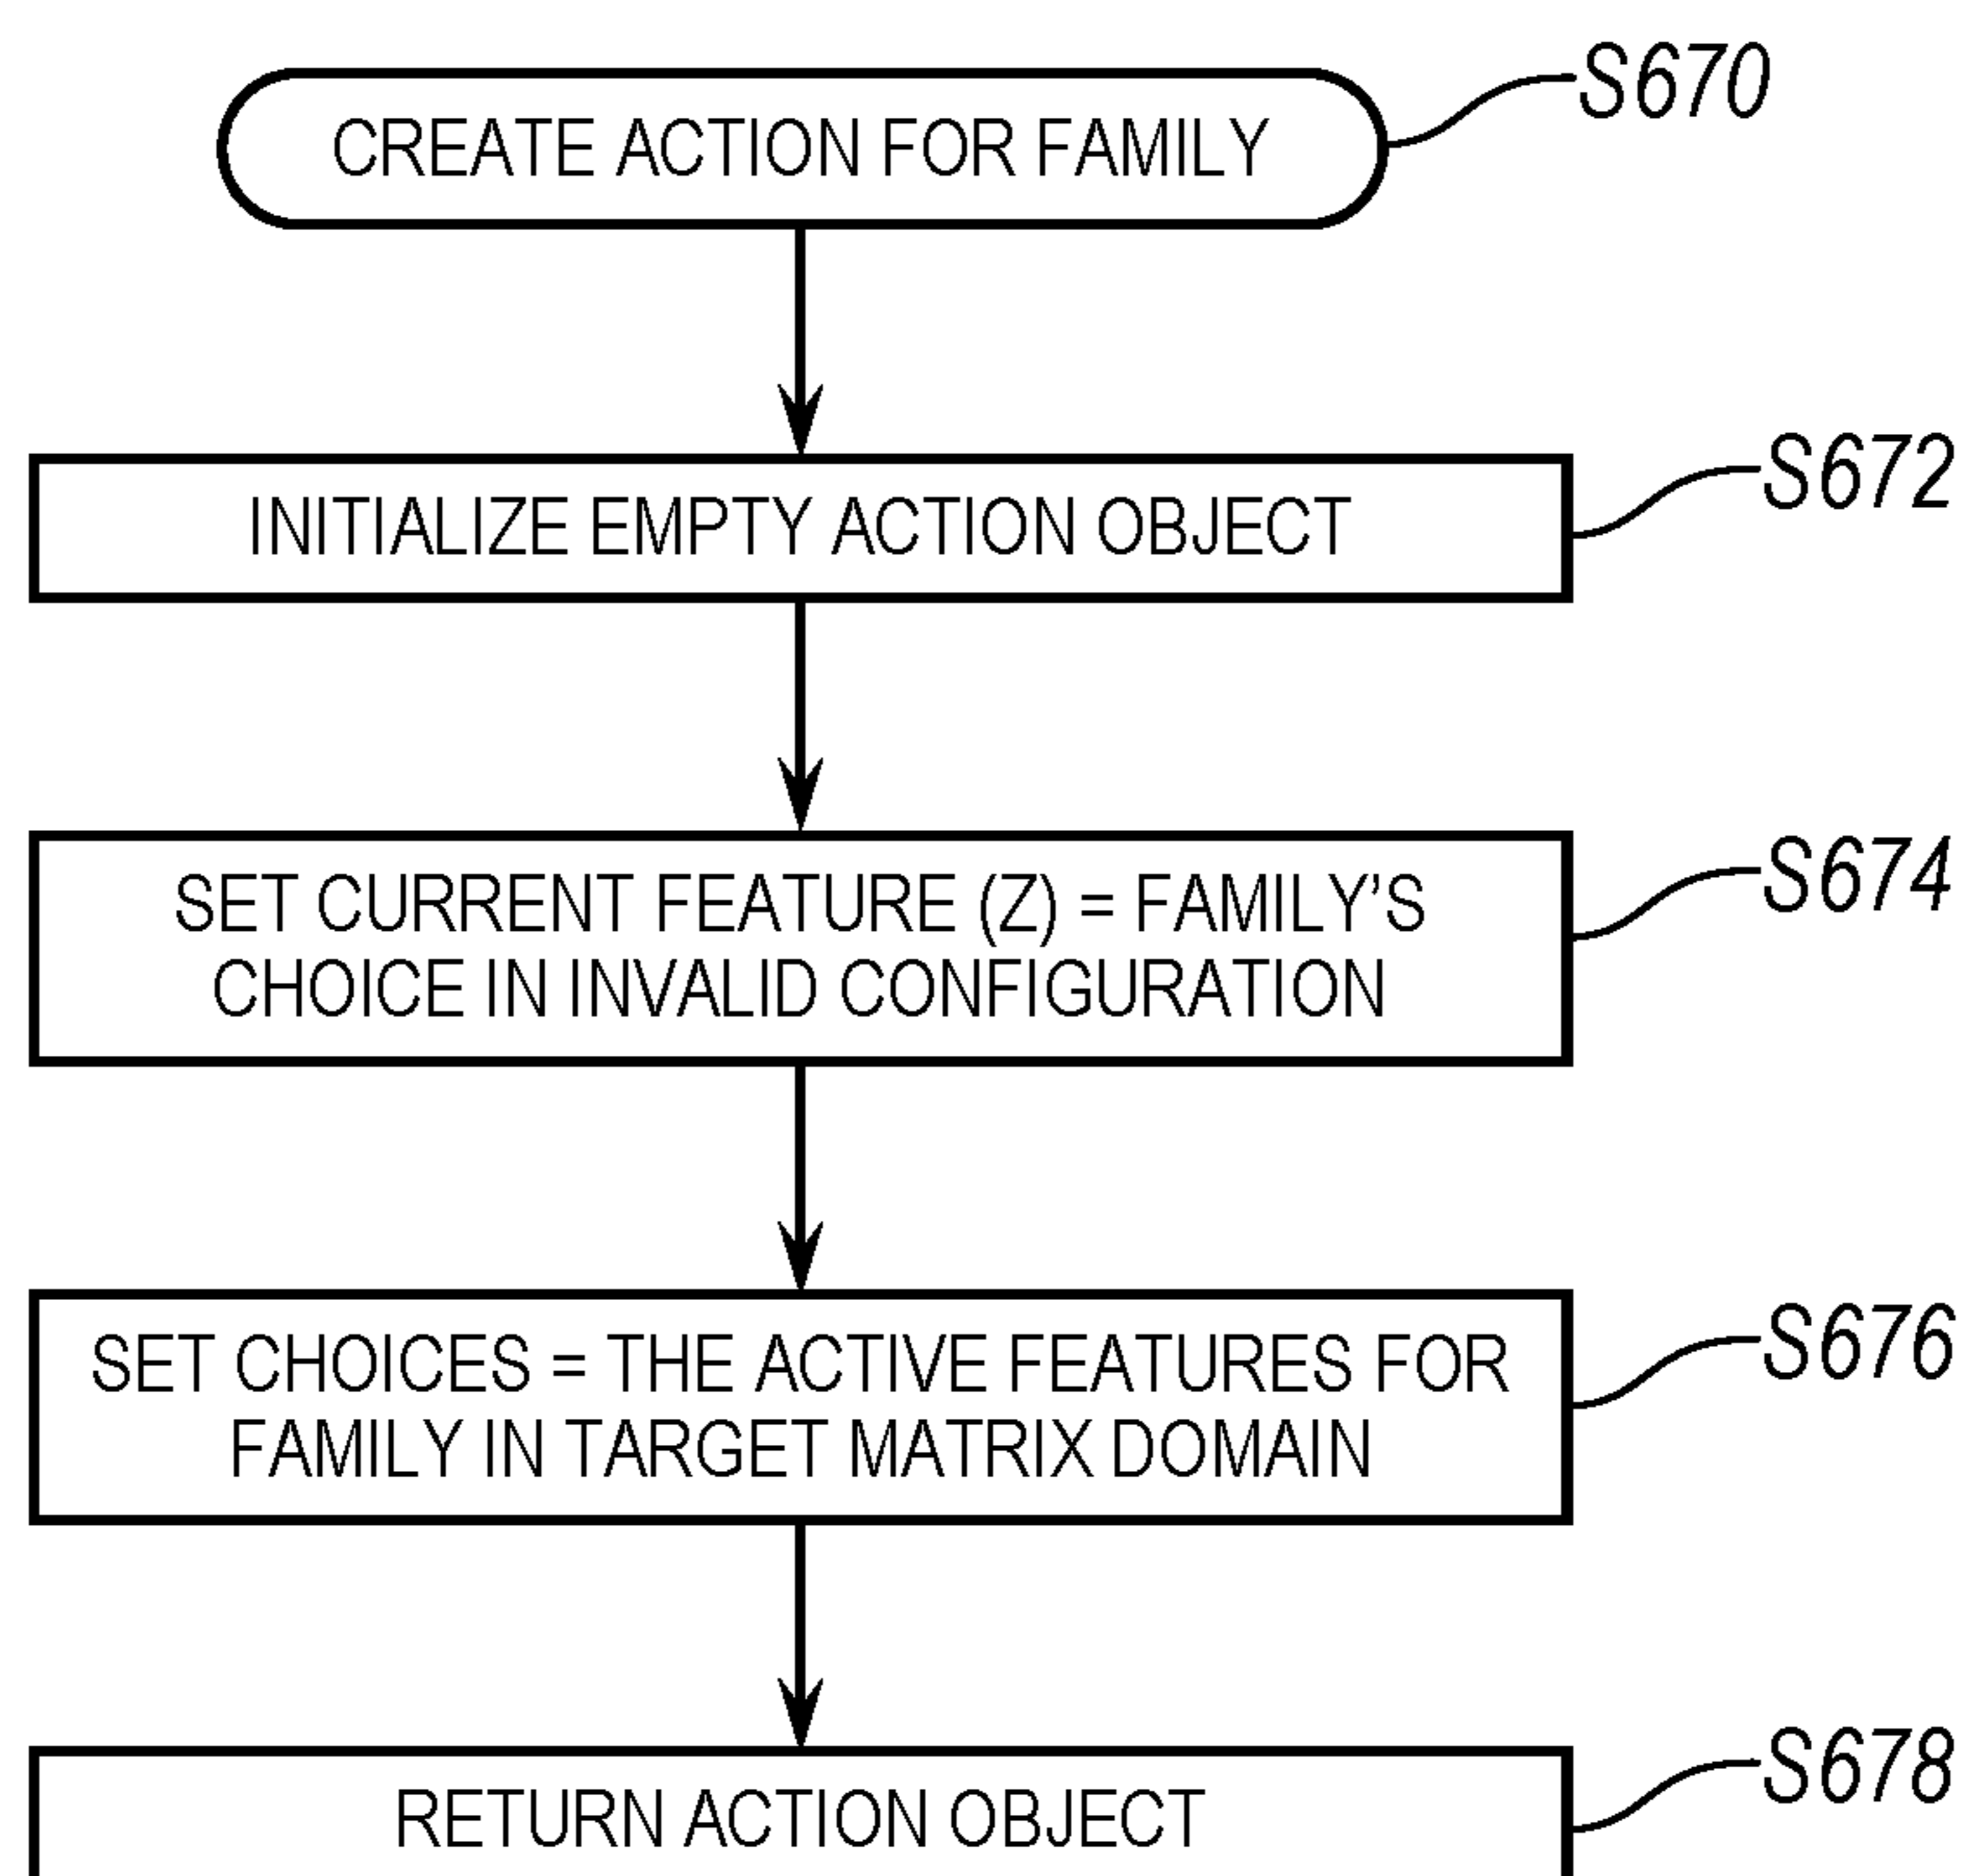 CREATE ACTION FOR FAMILY
S670
INITIALIZE EMPTY ACTION OBJECT
S672
SET CURRENT FEATURE (Z) = FAMILY'S
CHOICE IN INVALID CONFIGURATION
S674
SET CHOICES = THE ACTIVE FEATURES FOR
FAMILY IN TARGET MATRIX DOMAIN
S676
RETURN ACTION OBJECT
S678